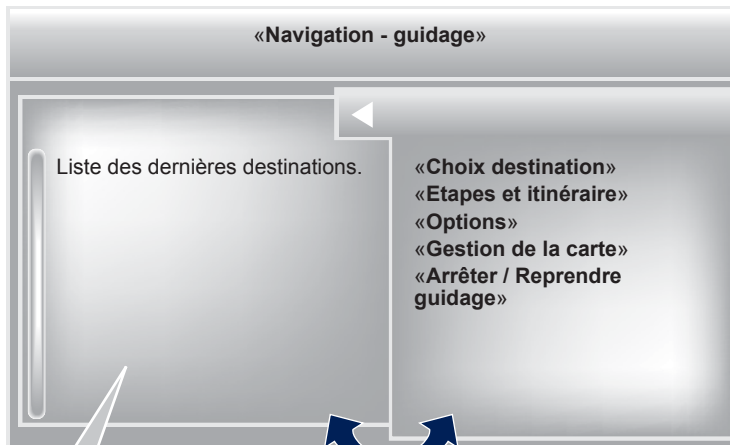 «Navigation - guidage»
Liste des dernières destinations.
«Choix destination»
«Etapes et itinéraire»
«Options»
«Gestion de la carte»
«Arrêter / Reprendre
guidage»